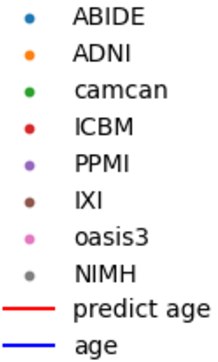 ABIDE
ADNI
camcan
ICBM
PPMI
IXI
oasis3
NIMH
predict age
age